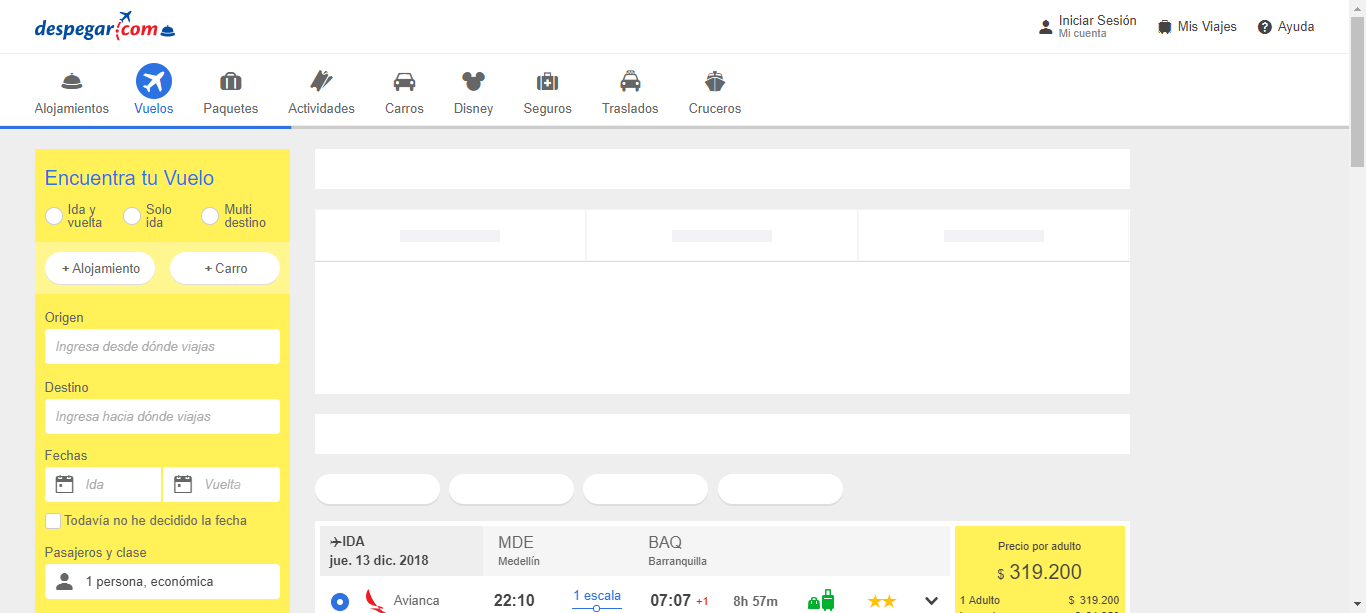 despegar.com
Iniciar Sesión
Mi cuenta
Mis Viajes
Ayuda
Alojamientos
Vuelos
Paquetes
Actividades
Carros
Disney
Seguros
Traslados
Cruceros
Encuentra tu Vuelo
Ida y
vuelta
Solo
ida
Multi
destino
+ Alojamiento
+ Carro
Origen
Ingresa desde dónde viajas
Destino
Ingresa hacia dónde viajas
Fechas
Ida
Vuelta
Todavía no he decidido la fecha
Pasajeros y clase
1 persona, económica
IDA
jue. 13 dic. 2018
MDE
Medellín
BAQ
Barranquilla
Avianca
22:10
1 escala
07:07 +1
8h 57m
Precio por adulto
$ 319.200
1 Adulto $ 319.200